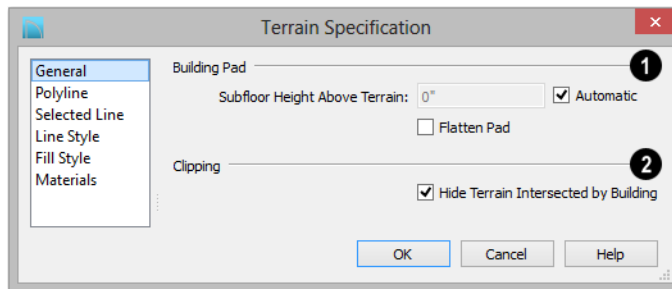 Terrain Specification
x
General
Polyline
Selected Line
Line Style
Fill Style
Materials
Building Pad
1
Subfloor Height Above Terrain: 0" Automatic
Flatten Pad
Clipping
2
Hide Terrain Intersected by Building
OK Cancel Help